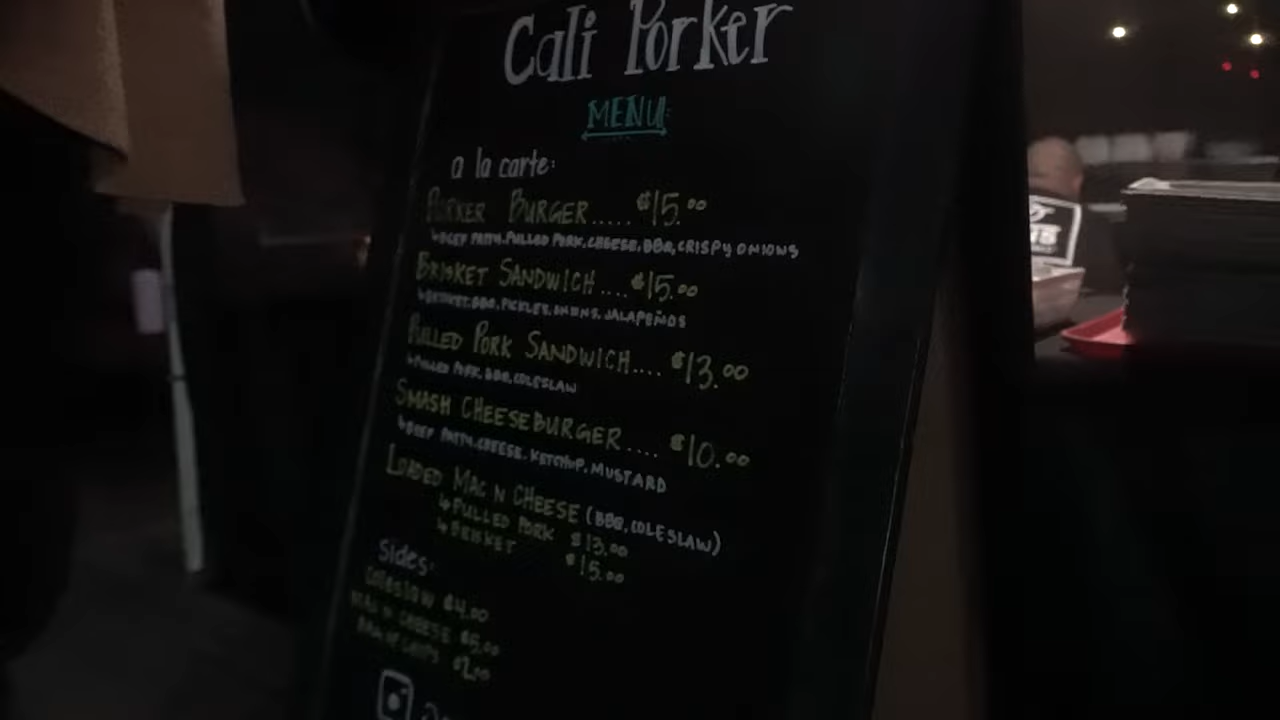 Cali Porker
MENU:
a la carte:
PORKER BURGER..... $15.00
↳BEEF PATTY, PULLED PORK, CHEESE, BBQ, CRISPY ONIONS
BRISKET SANDWICH.... $15.00
↳BRISKET, BBQ, PICKLES, ONIONS, JALAPEÑOS
PULLED PORK SANDWICH.... $13.00
↳PULLED PORK, BBQ, COLESLAW
SMASH CHEESEBURGER.... $10.00
↳BEEF PATTY, CHEESE, KETCHUP, MUSTARD
LOADED MAC N CHEESE (BBQ, COLESLAW)
↳PULLED PORK $13.00
↳BRISKET $15.00
Sides:
COLESLAW $4.00
MAC N CHEESE $5.00
BAG OF CHIPS $2.00